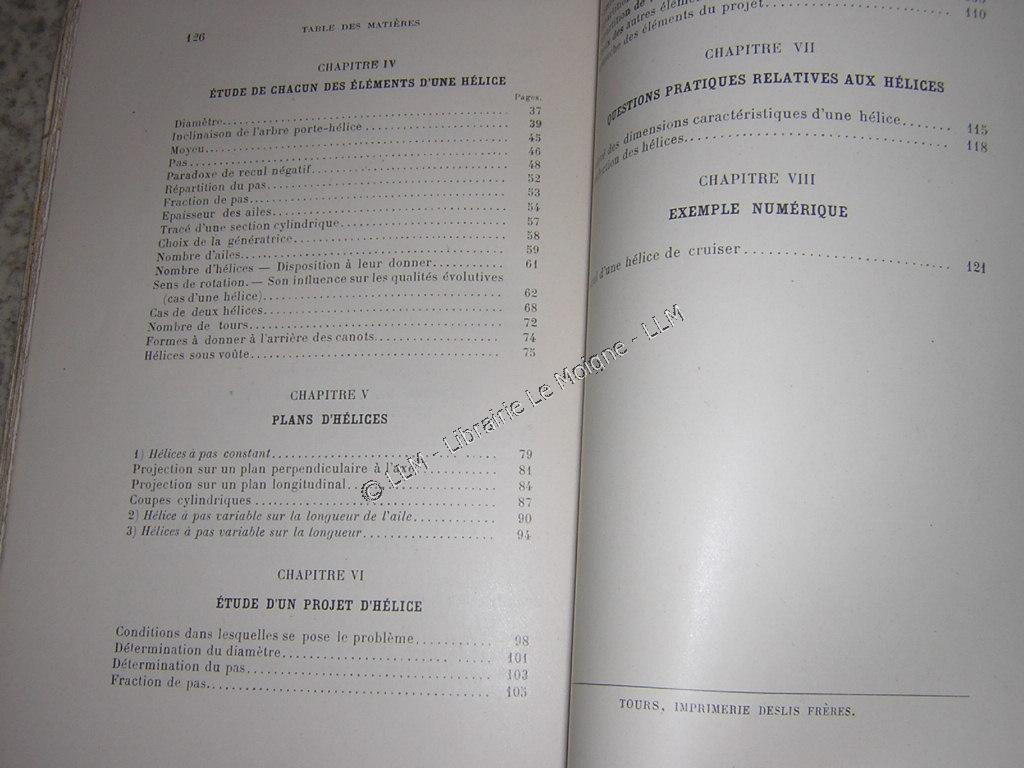 126
TABLE DES MATIÈRES
CHAPITRE IV
ÉTUDE DE CHACUN DES ÉLÉMENTS D'UNE HÉLICE
Pages.
Diamètre 37
Inclinaison de l'arbre porte-hélice 39
Moyeu 45
Pas 46
Paradoxe de recul négatif 48
Répartition du pas 52
Fraction de pas 53
Epaisseur des ailes 54
Tracé d'une section cylindrique 57
Choix de la génératrice 58
Nombre d'ailes 59
Nombre d'hélices — Disposition à leur donner 61
Sens de rotation. — Son influence sur les qualités évolutives
(cas d'une hélice) 62
Cas de deux hélices 68
Nombre de tours 72
Formes à donner à l'arrière des canots 74
Hélices sous voûte 75
CHAPITRE V
PLANS D'HÉLICES
1) Hélices à pas constant 79
Projection sur un plan perpendiculaire à 81
Projection sur un plan longitudinal 84
Coupes cylindriques 87
2) Hélice à pas variable sur la longueur de l'aile 90
3) Hélices à pas variable sur la longueur 94
CHAPITRE VI
ÉTUDE D'UN PROJET D'HÉLICE
Conditions dans lesquelles se pose le problème 98
Détermination du diamètre 101
Détermination du pas 103
Fraction de pas 105
des autres
des éléments du projet 110
CHAPITRE VII
QUESTIONS PRATIQUES RELATIVES AUX HÉLICES
des dimensions caractéristiques d'une hélice 115
des hélices 118
CHAPITRE VIII
EXEMPLE NUMÉRIQUE
d'une hélice de cruiser 121
TOURS, IMPRIMERIE DESLIS FRÈRES.
© LLM - Librairie Le Moigne - LLM